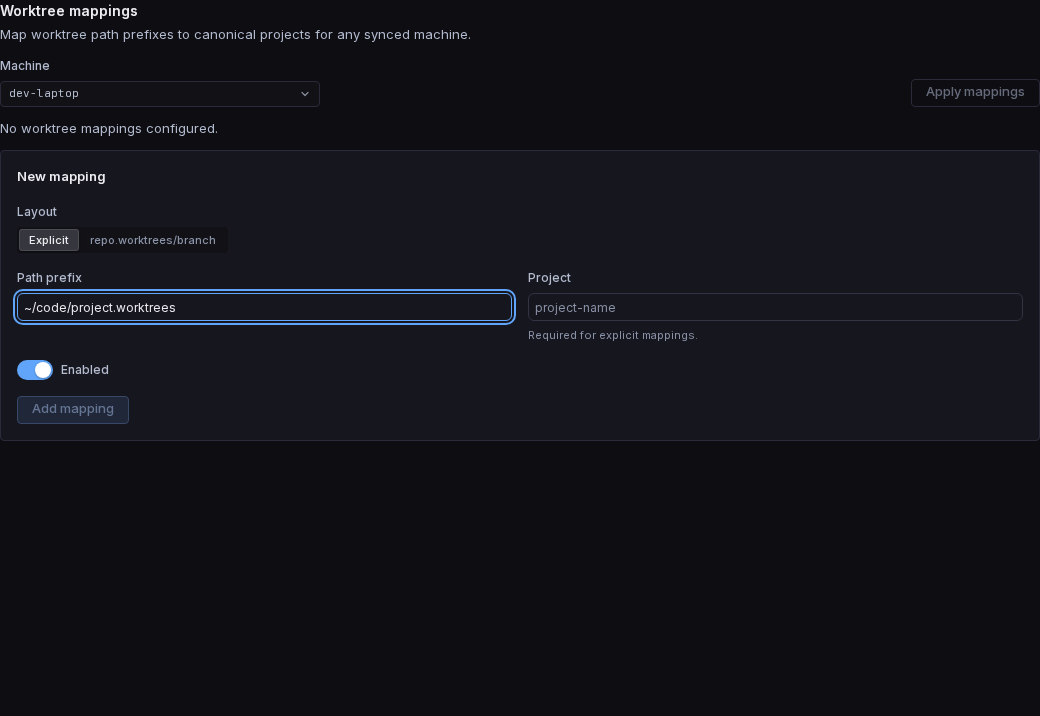 Worktree mappings
Map worktree path prefixes to canonical projects for any synced machine.
Machine
dev-laptop
Apply mappings
No worktree mappings configured.
New mapping
Layout
Explicit repo.worktrees/branch
Path prefix
~/code/project.worktrees
Project
project-name
Required for explicit mappings.
Enabled
Add mapping